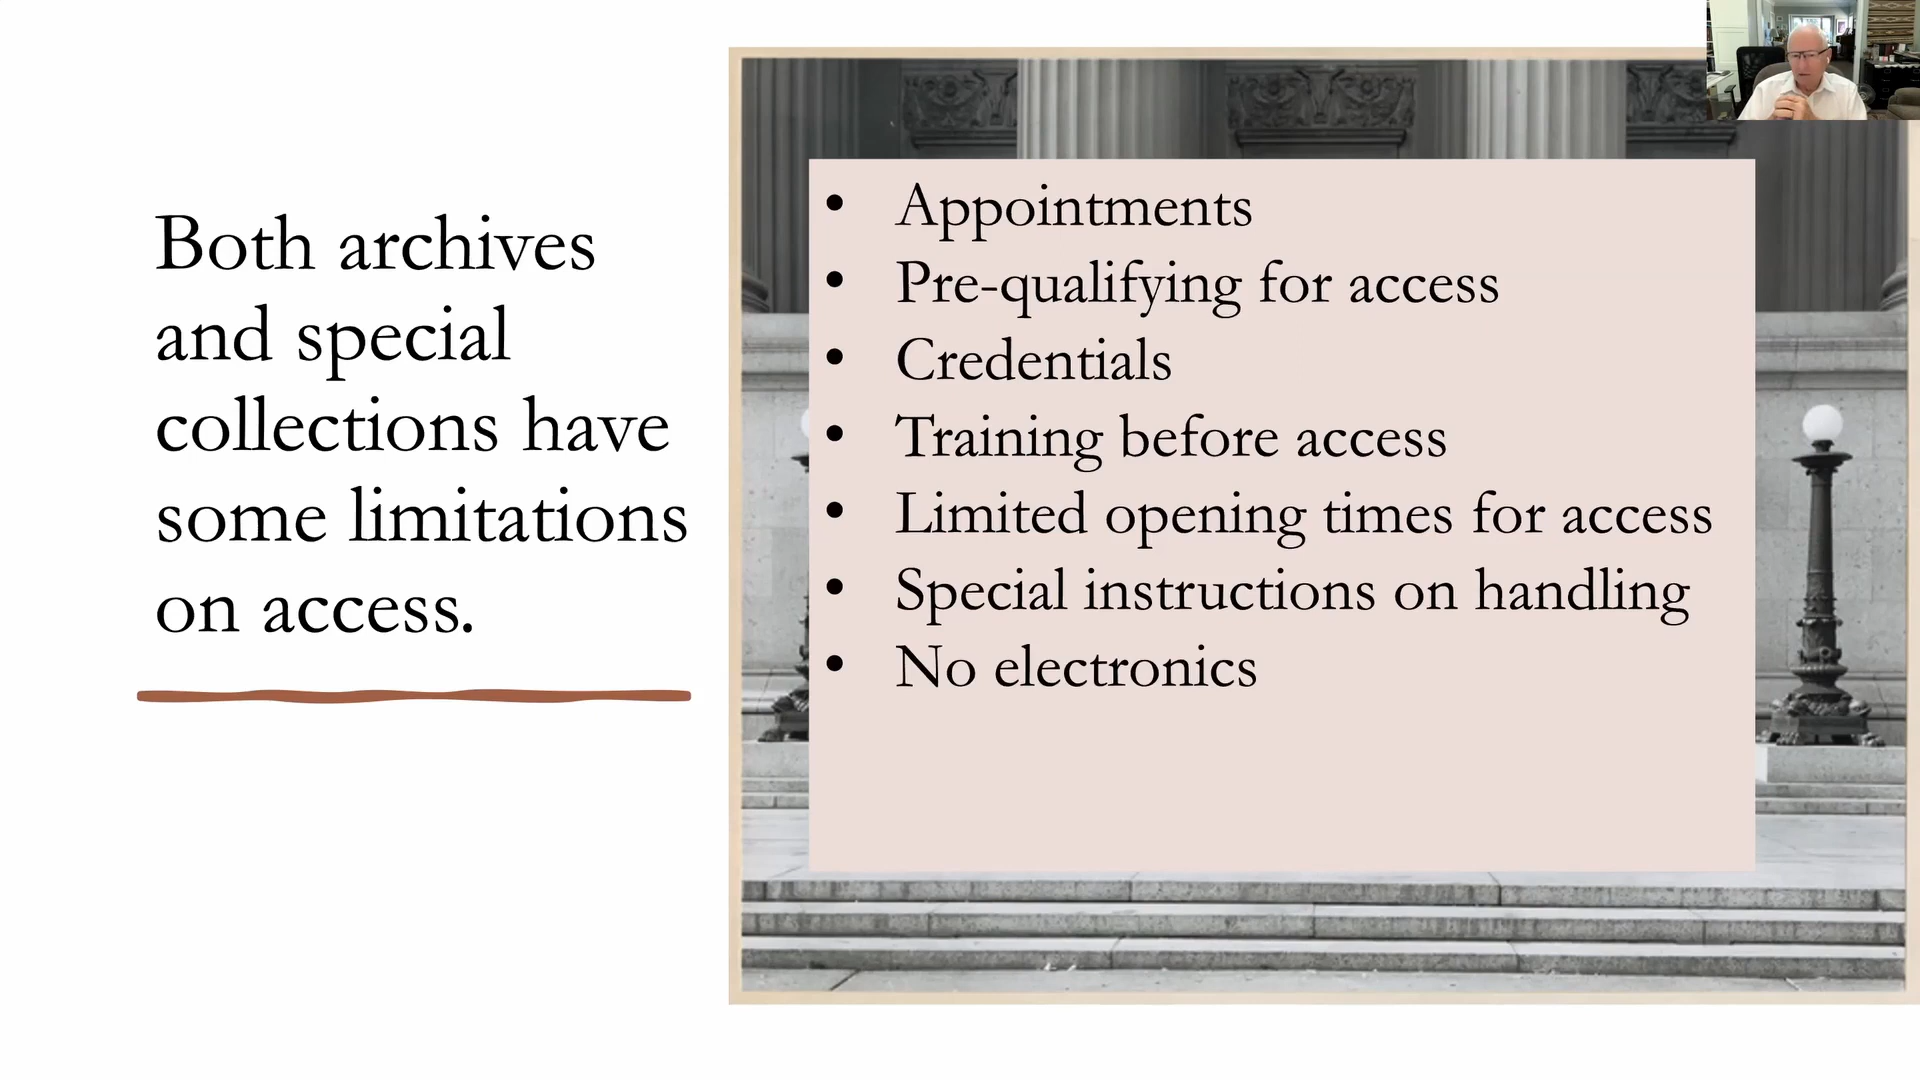 Both archives
and special
collections have
some limitations
on access.
• Appointments
• Pre-qualifying for access
• Credentials
• Training before access
• Limited opening times for access
• Special instructions on handling
• No electronics